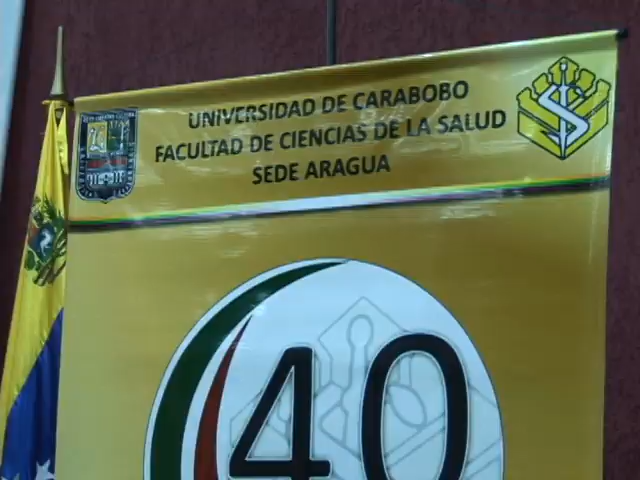 UNIVERSIDAD DE CARABOBO
FACULTAD DE CIENCIAS DE LA SALUD
SEDE ARAGUA
40